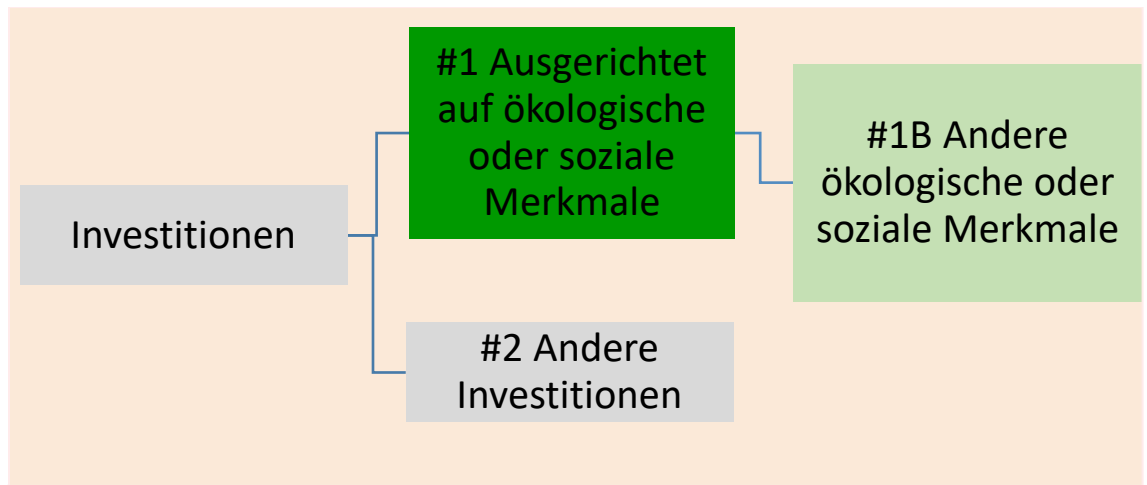 Investitionen
#1 Ausgerichtet
auf ökologische
oder soziale
Merkmale
#1B Andere
ökologische oder
soziale Merkmale
#2 Andere
Investitionen